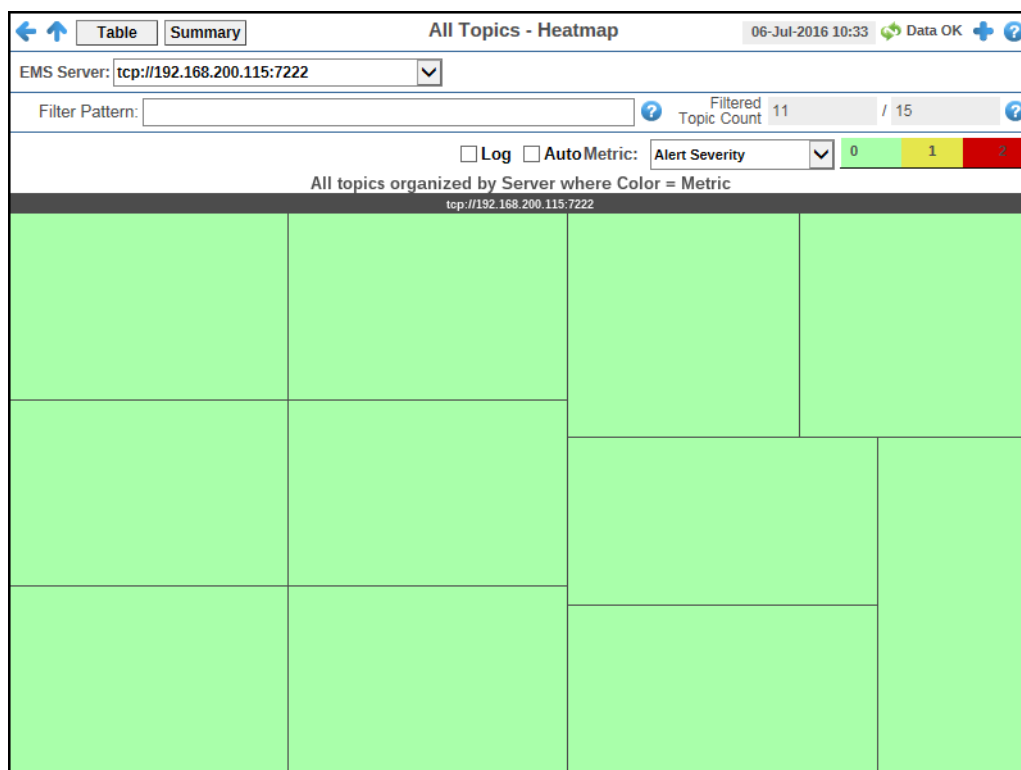 Table Summary All Topics - Heatmap 06-Jul-2016 10:33 Data OK ?
EMS Server: tcp://192.168.200.115:7222
Filter Pattern: ? Filtered Topic Count 11 / 15 ?
Log Auto Metric: Alert Severity 0 1 2
All topics organized by Server where Color = Metric
tcp://192.168.200.115:7222